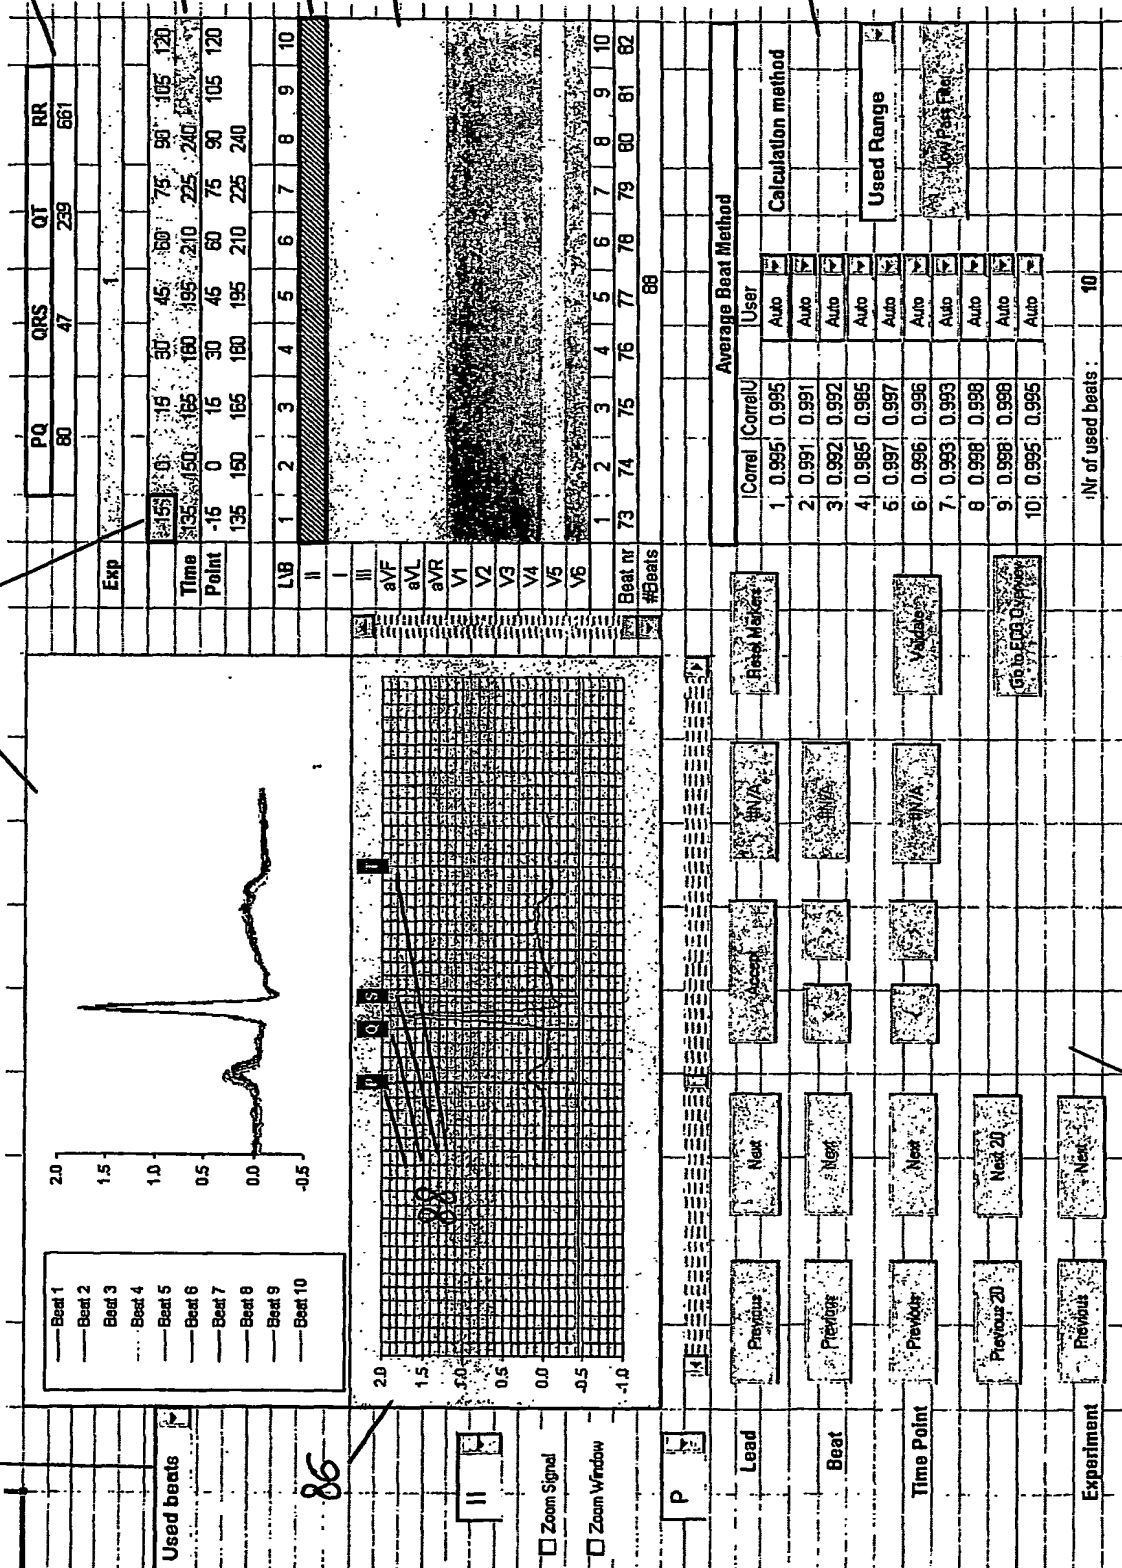 PQ QRS QT RR
80 47 239 661
Exp 1
-15 0 15 30 45 60 75 90 105 120
Time 135 150 165 180 195 210 225 240
Point -15 0 15 30 45 60 75 90 105 120
135 150 165 180 195 210 225 240
L\B 1 2 3 4 5 6 7 8 9 10
II
I
III
aVF
aVL
aVR
V1
V2
V3
V4
V5
V6
Beat nr 1 2 3 4 5 6 7 8 9 10
73 74 75 76 77 78 79 80 81 82
#Beats 88
Used beats
Beat 1
Beat 2
Beat 3
Beat 4
Beat 5
Beat 6
Beat 7
Beat 8
Beat 9
Beat 10
2.0
1.5
1.0
0.5
0.0
-0.5
86
II
Zoom Signal
Zoom Window
P
2.0
1.5
1.0
0.5
0.0
-1.0
88
P Q S
Lead Previous Next Accept #N/A Reset Markers
Beat Previous Next < > #N/A
Time Point Previous Next < > #N/A Validate
Previous 20 Next 20 Go to ECG Overview
Experiment Previous Next
Average Beat Method
Correl CorrelU User Calculation method
1 0.995 0.995 Auto
2 0.991 0.991 Auto
3 0.992 0.992 Auto
4 0.985 0.985 Auto
5 0.997 0.997 Auto
6 0.996 0.996 Auto
7 0.993 0.993 Auto
8 0.998 0.998 Auto
9 0.998 0.998 Auto
10 0.995 0.995 Auto
Used Range
Low Pass Filter
Nr of used beats : 10